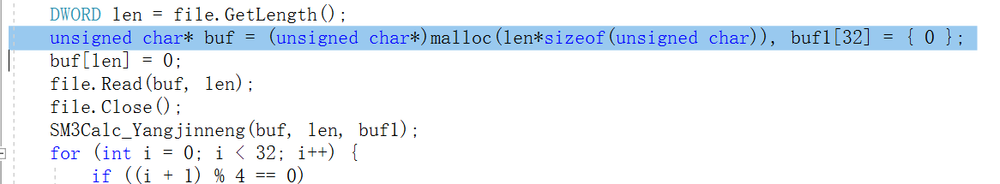 DWORD len = file.GetLength();
unsigned char* buf = (unsigned char*)malloc(len*sizeof(unsigned char)), buf1[32] = { 0 };
buf[len] = 0;
file.Read(buf, len);
file.Close();
SM3Calc_Yangjinneng(buf, len, buf1);
for (int i = 0; i < 32; i++) {
if ((i + 1) % 4 == 0)